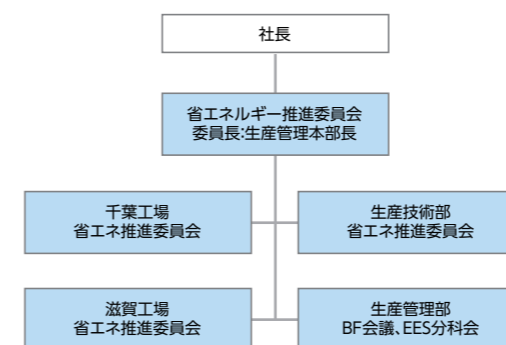 社長
省エネルギー推進委員会
委員長:生産管理本部長
千葉工場
省エネ推進委員会
生産技術部
省エネ推進委員会
滋賀工場
省エネ推進委員会
生産管理部
BF会議、EES分科会